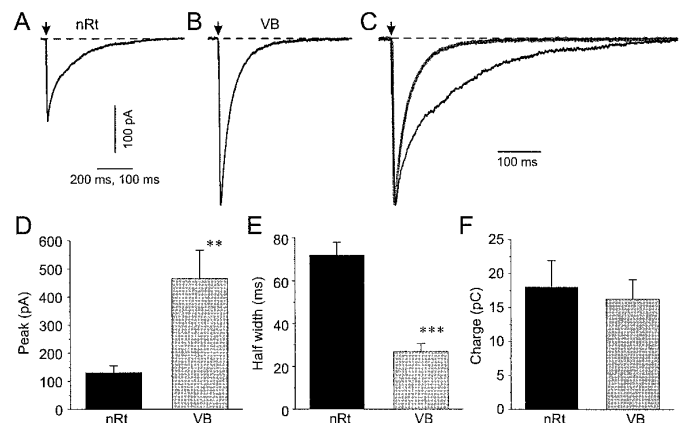 A
nRt
B
VB
C
100 pA
200 ms, 100 ms
100 ms
D
600
500
400
300
200
100
0
Peak (pA)
**
nRt
VB
E
80
60
40
20
0
Half width (ms)
***
nRt
VB
F
25
20
15
10
5
0
Charge (pC)
nRt
VB